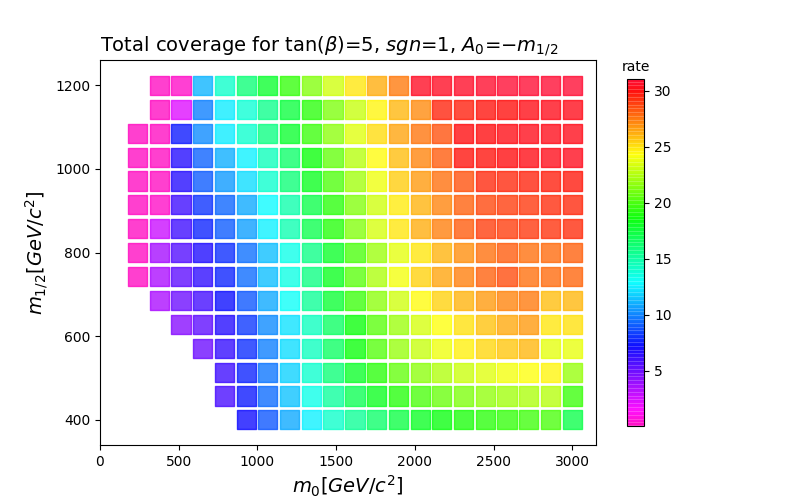 Total coverage for tan(β)=5, sgn=1, A₀=−m₁/₂
rate
1200
1000
800
600
400
m₁/₂[GeV/c²]
30
25
20
15
10
5
0 500 1000 1500 2000 2500 3000
m₀[GeV/c²]